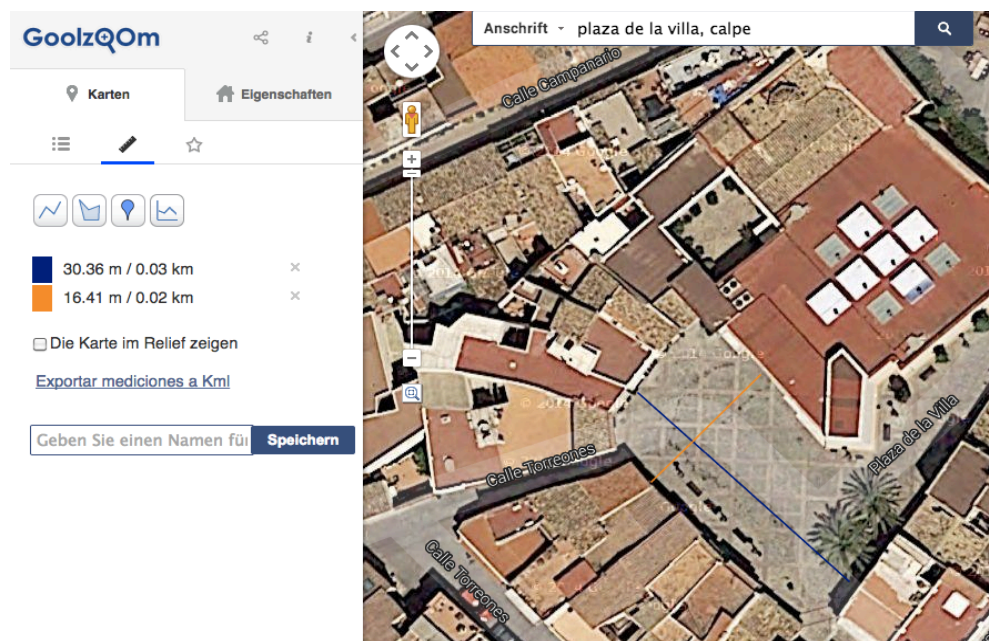 GoolzOOm
Karten
Eigenschaften
30.36 m / 0.03 km
16.41 m / 0.02 km
Die Karte im Relief zeigen
Exportar mediciones a Kml
Geben Sie einen Namen für
Speichern
Anschrift
plaza de la villa, calpe
Calle Campanario
Calle Torreones
Calle Torreones
Plaza de la Villa